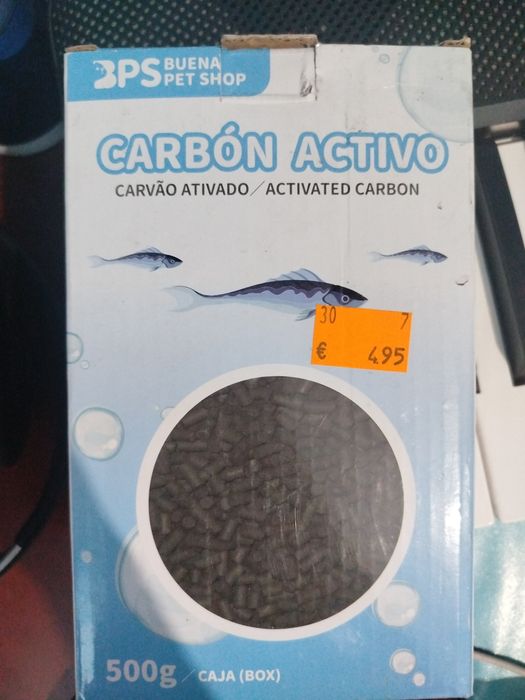 BPS BUENA
PET SHOP
CARBÓN ACTIVO
CARVÃO ATIVADO / ACTIVATED CARBON
30 7
€ 4.95
500g / CAJA (BOX)